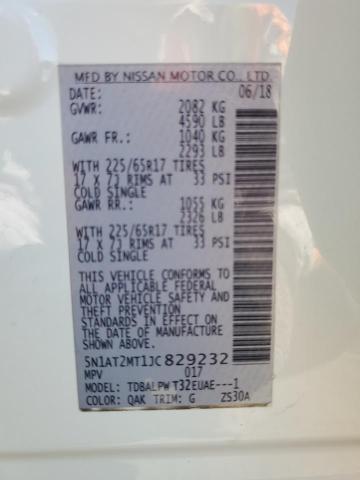 MFD BY NISSAN MOTOR CO., LTD.
DATE: 06/18
GVWR: 2082 KG
4590 LB
GAWR FR.: 1040 KG
2293 LB
WITH 225/65R17 TIRES
17 X 7J RIMS AT 33 PSI
COLD SINGLE
GAWR RR.: 1055 KG
2326 LB
WITH 225/65R17 TIRES
17 X 7J RIMS AT 33 PSI
COLD SINGLE
THIS VEHICLE CONFORMS TO
ALL APPLICABLE FEDERAL
MOTOR VEHICLE SAFETY AND
THEFT PREVENTION
STANDARDS IN EFFECT ON
THE DATE OF MANUFACTURE
SHOWN ABOVE.
5N1AT2MT1JC829232
MPV 017
MODEL: TDBALPW T32EUAE---1
COLOR: QAK TRIM: G ZS30A